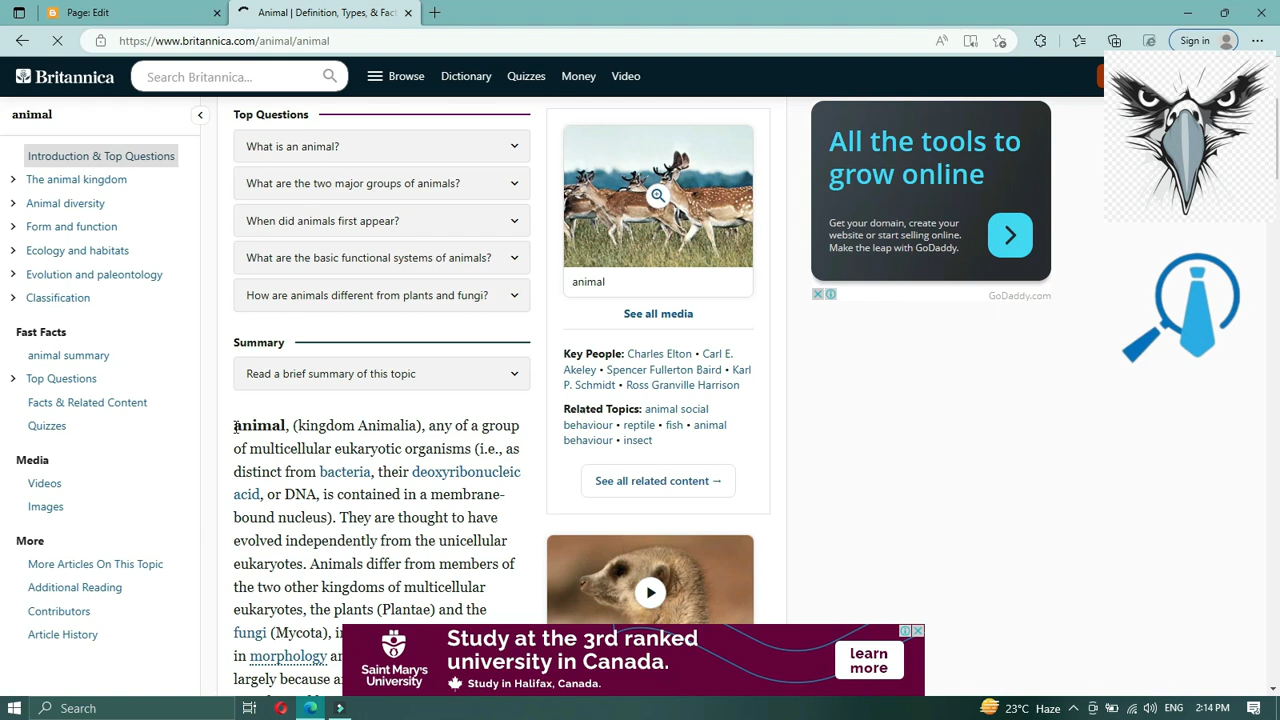 Page: Edit
animal | Definition, Types, & Fact
https://www.britannica.com/animal/animal
Sign in
Britannica
Search Britannica...
Browse
Dictionary
Quizzes
Money
Video
animal
Introduction & Top Questions
The animal kingdom
Animal diversity
Form and function
Ecology and habitats
Evolution and paleontology
Classification
Fast Facts
animal summary
Top Questions
Facts & Related Content
Quizzes
Media
Videos
Images
More
More Articles On This Topic
Additional Reading
Contributors
Article History
Top Questions
What is an animal?
What are the two major groups of animals?
When did animals first appear?
What are the basic functional systems of animals?
How are animals different from plants and fungi?
Summary
Read a brief summary of this topic
animal, (kingdom Animalia), any of a group
of multicellular eukaryotic organisms (i.e., as
distinct from bacteria, their deoxyribonucleic
acid, or DNA, is contained in a membrane-
bound nucleus). They are thought to have
evolved independently from the unicellular
eukaryotes. Animals differ from members of
the two other kingdoms of multicellular
eukaryotes, the plants (Plantae) and the
fungi (Mycota), i
in morphology a
largely because a
animal
See all media
Key People: Charles Elton • Carl E.
Akeley • Spencer Fullerton Baird • Karl
P. Schmidt • Ross Granville Harrison
Related Topics: animal social
behaviour • reptile • fish • animal
behaviour • insect
See all related content →
All the tools to
grow online
Get your domain, create your
website or start selling online.
Make the leap with GoDaddy.
GoDaddy.com
Saint Mary's
University
Study at the 3rd ranked
university in Canada.
Study in Halifax, Canada.
learn
more
Search
23°C Haze
ENG
2:14 PM